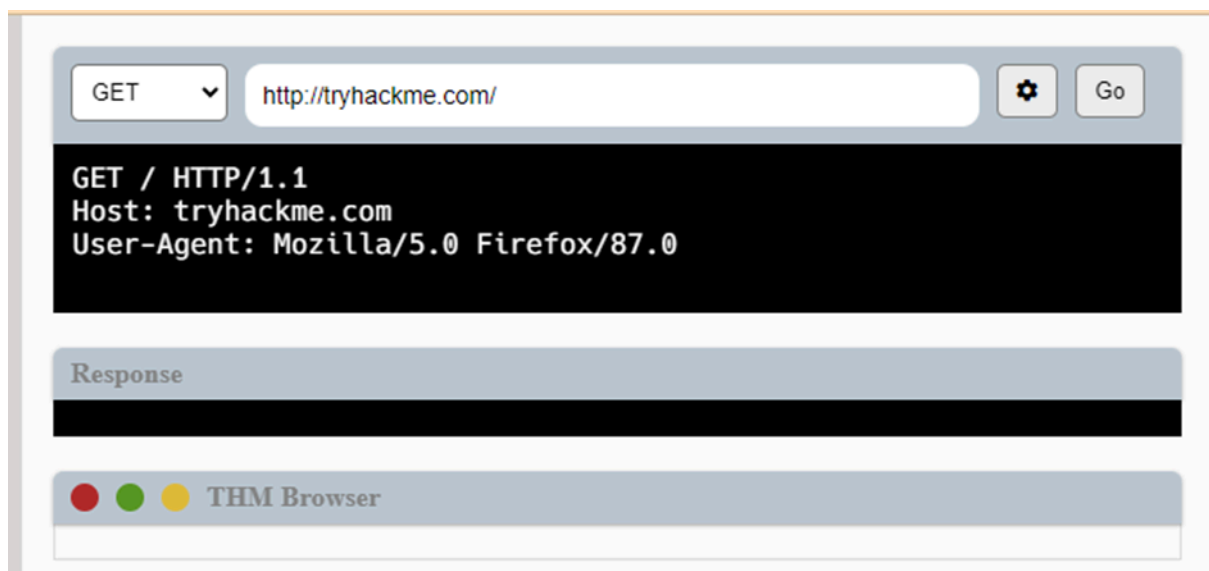 GET
http://tryhackme.com/
Go
GET / HTTP/1.1
Host: tryhackme.com
User-Agent: Mozilla/5.0 Firefox/87.0
Response
THM Browser